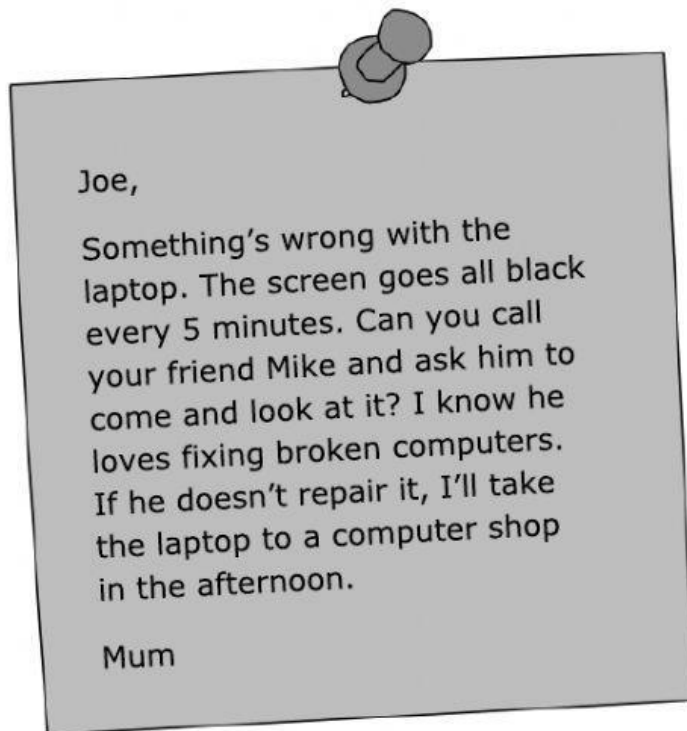 Joe,
Something's wrong with the
laptop. The screen goes all black
every 5 minutes. Can you call
your friend Mike and ask him to
come and look at it? I know he
loves fixing broken computers.
If he doesn't repair it, I'll take
the laptop to a computer shop
in the afternoon.
Mum